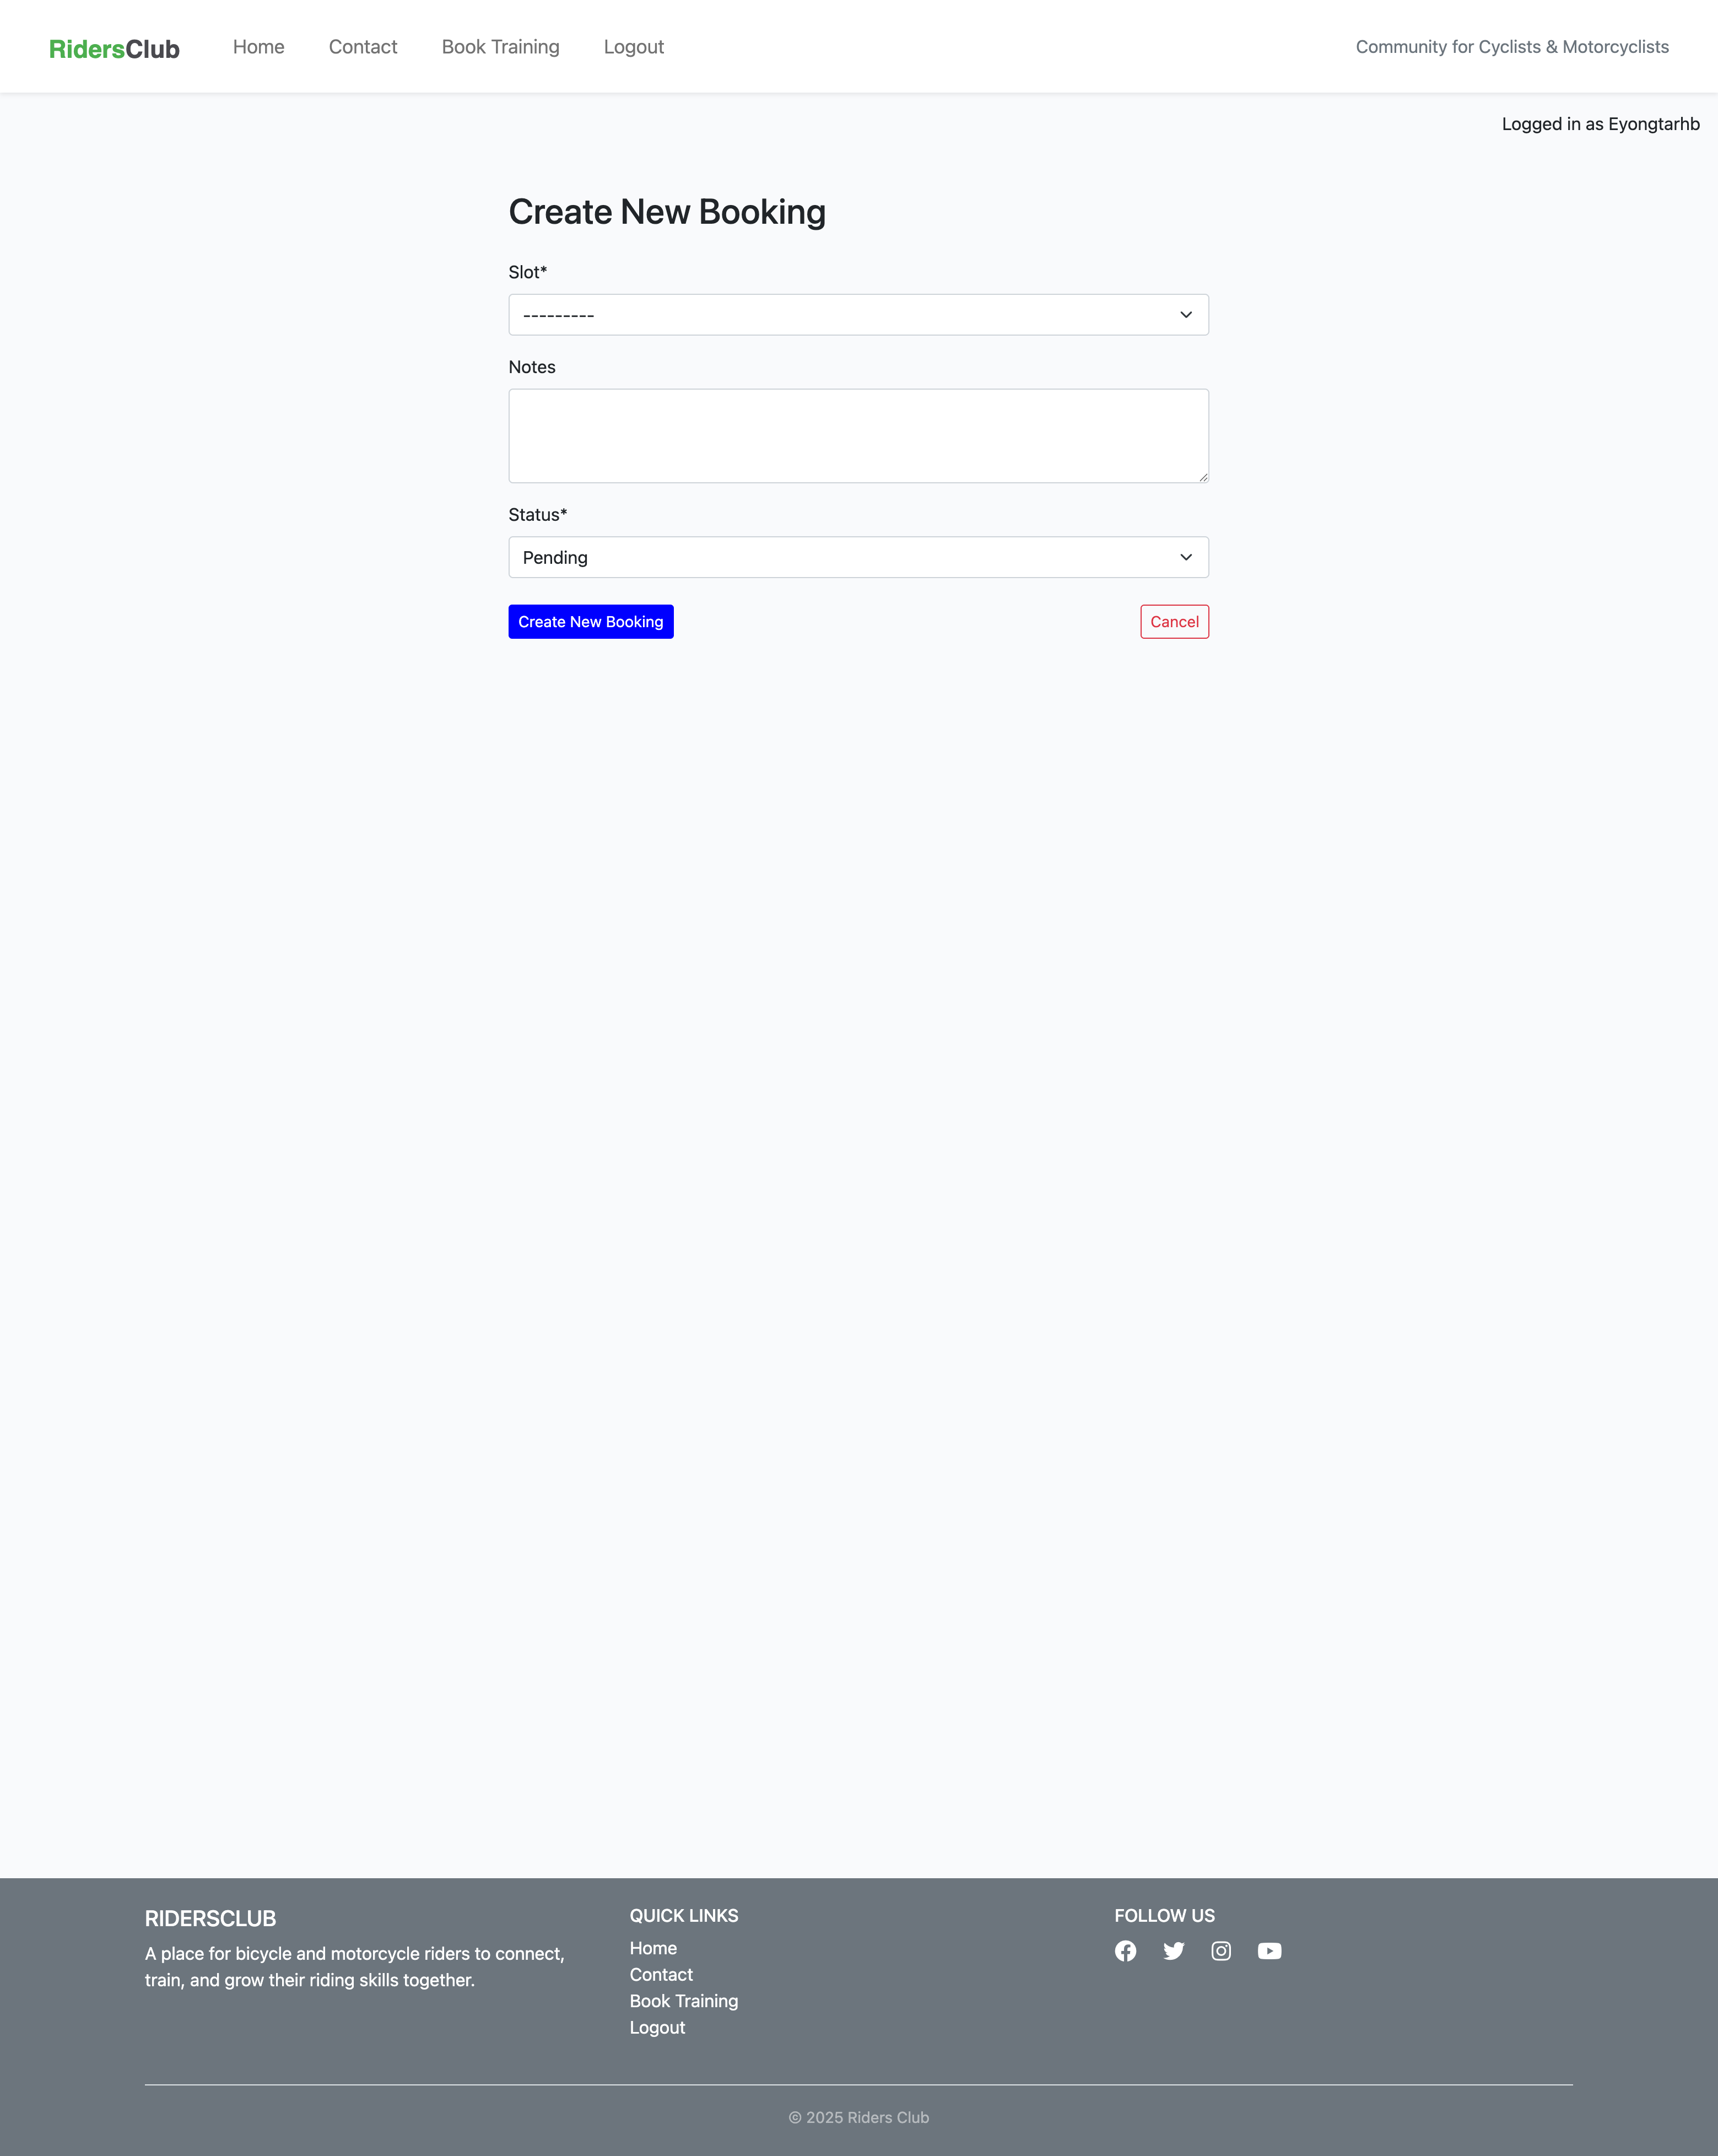 RidersClub
Home
Contact
Book Training
Logout
Community for Cyclists & Motorcyclists
Logged in as Eyongtarhb
Create New Booking
Slot*
---------
Notes
Status*
Pending
Create New Booking
Cancel
RIDERSCLUB
A place for bicycle and motorcycle riders to connect,
train, and grow their riding skills together.
QUICK LINKS
Home
Contact
Book Training
Logout
FOLLOW US
© 2025 Riders Club